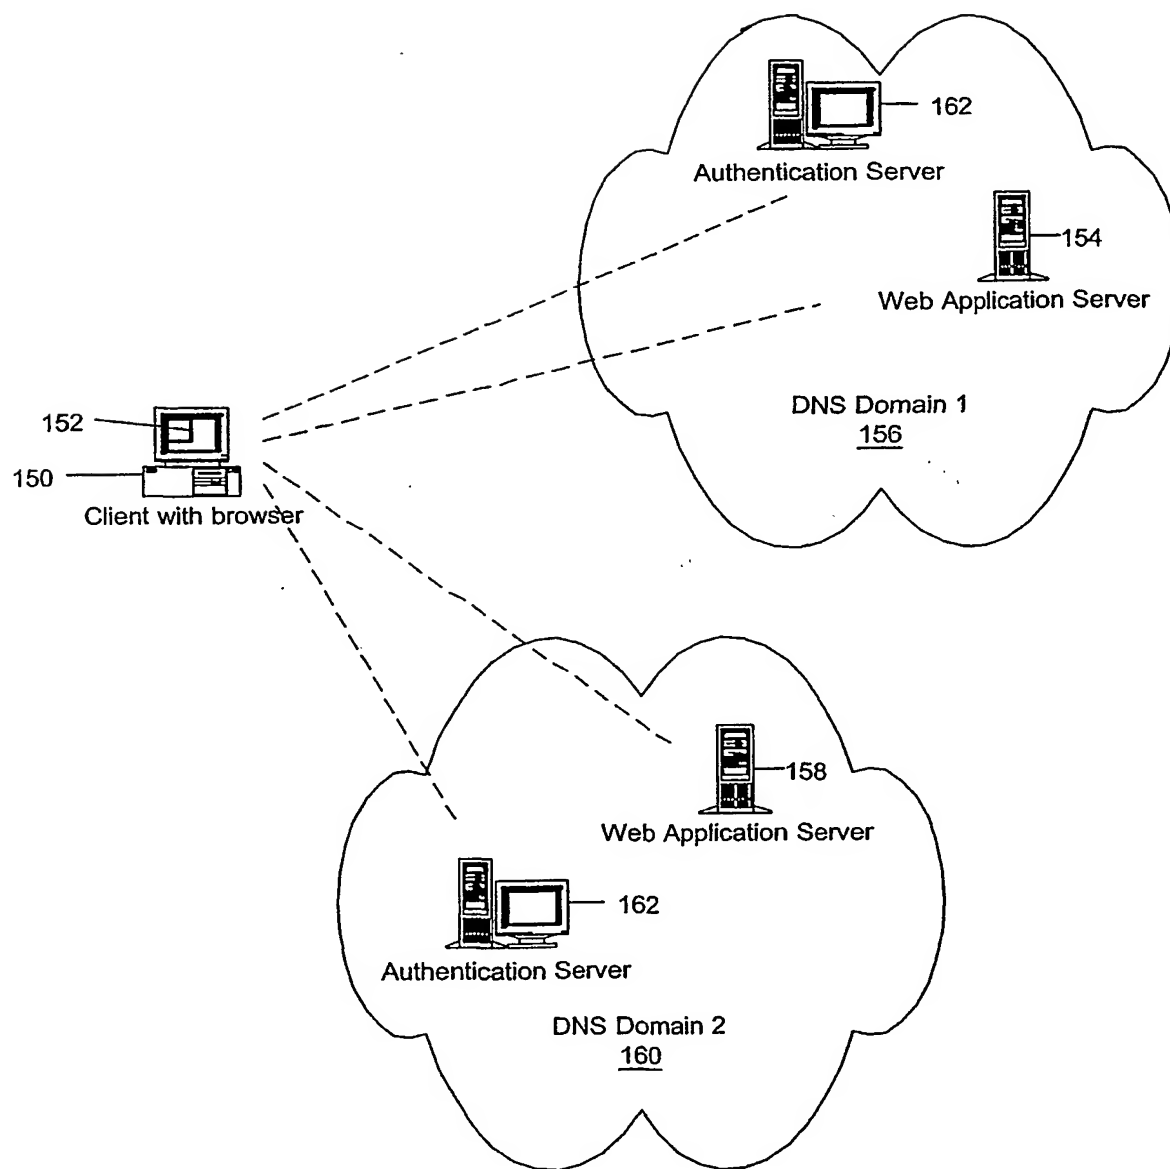 162
Authentication Server
154
Web Application Server
DNS Domain 1
156
152
150
Client with browser
158
Web Application Server
162
Authentication Server
DNS Domain 2
160